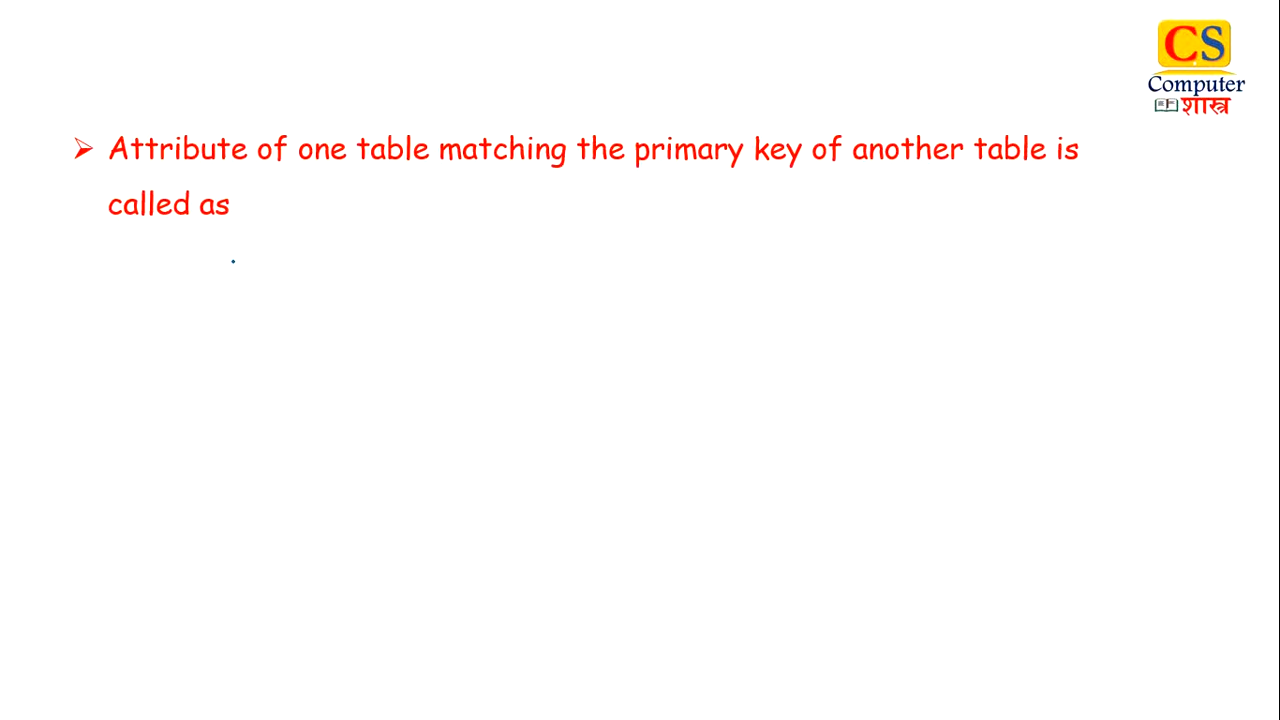 CS
Computer
शास्त्र
➢ Attribute of one table matching the primary key of another table is
called as